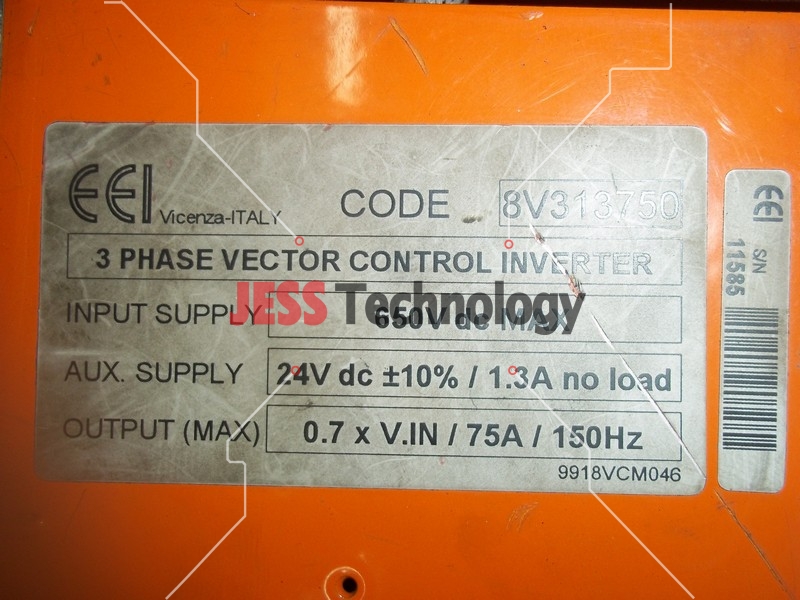 EEI Vicenza-ITALY CODE 8V313750
3 PHASE VECTOR CONTROL INVERTER
INPUT SUPPLY 650V dc MAX
JESS Technology
AUX. SUPPLY 24V dc ±10% / 1.3A no load
OUTPUT (MAX) 0.7 x V.IN / 75A / 150Hz
9918VCM046
EEI
S/N
11585